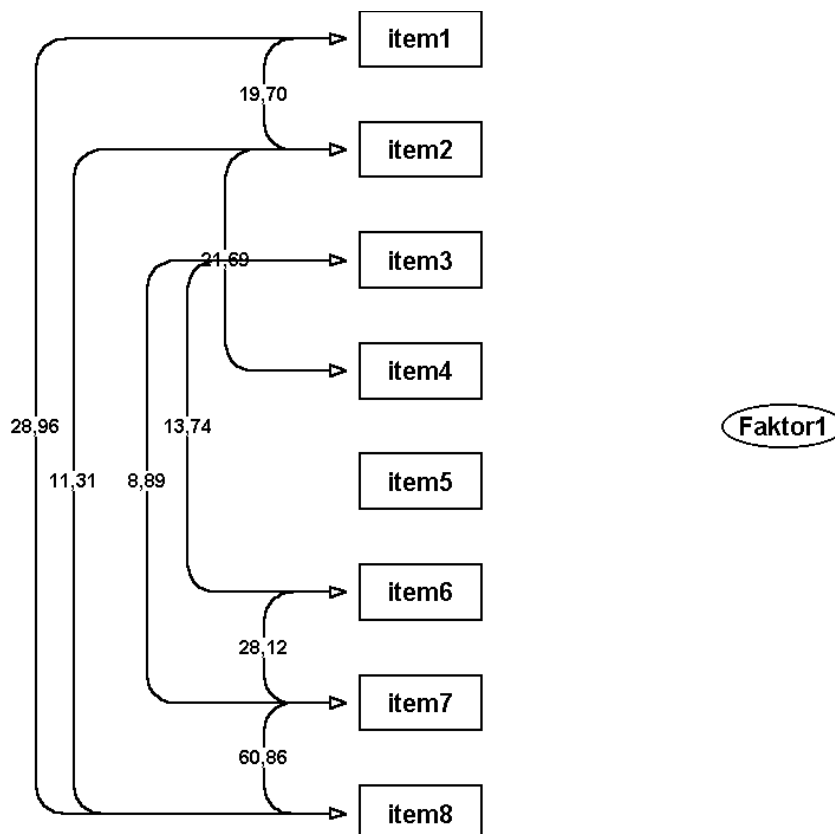 item1
19,70
item2
21,69
item3
item4
28,96
13,74
Faktor1
11,31
8,89
item5
item6
28,12
item7
60,86
item8